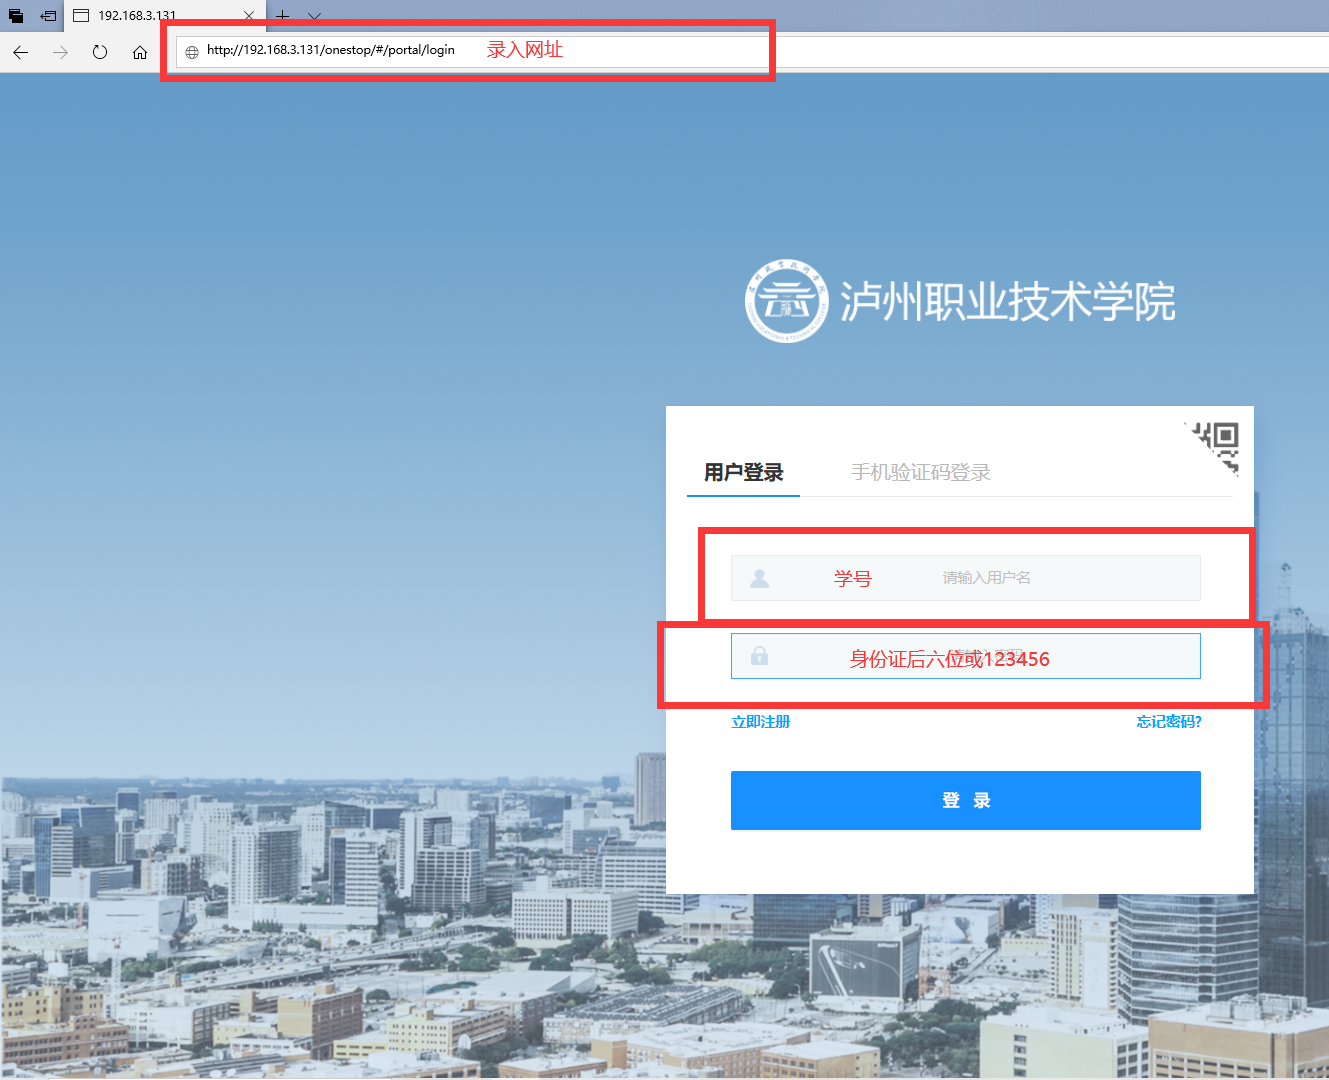 192.168.3.131
http://192.168.3.131/onestop/#/portal/login 录入网址
泸州职业技术学院
用户登录 手机验证码登录
学号 请输入用户名
身份证后六位或123456
立即注册 忘记密码?
登 录